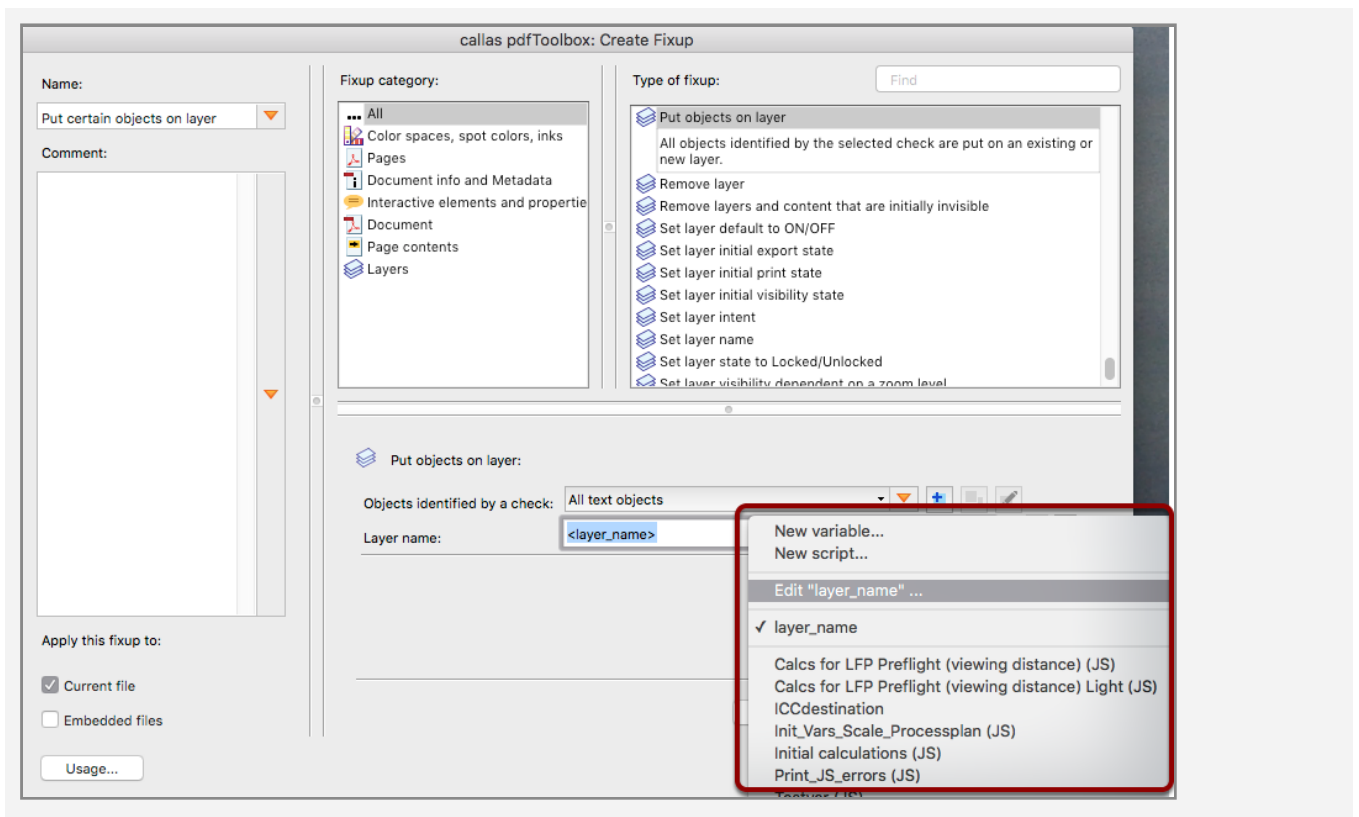 callas pdfToolbox: Create Fixup
Name:
Put certain objects on layer
Comment:
Apply this fixup to:
Current file
Embedded files
Usage...
Fixup category:
... All
Color spaces, spot colors, inks
Pages
Document info and Metadata
Interactive elements and propertie
Document
Page contents
Layers
Type of fixup:
Find
Put objects on layer
All objects identified by the selected check are put on an existing or
new layer.
Remove layer
Remove layers and content that are initially invisible
Set layer default to ON/OFF
Set layer initial export state
Set layer initial print state
Set layer initial visibility state
Set layer intent
Set layer name
Set layer state to Locked/Unlocked
Set layer visibility dependent on a zoom level
Put objects on layer:
Objects identified by a check:
All text objects
Layer name:
<layer_name>
New variable...
New script...
Edit "layer_name" ...
✓ layer_name
Calcs for LFP Preflight (viewing distance) (JS)
Calcs for LFP Preflight (viewing distance) Light (JS)
ICCdestination
Init_Vars_Scale_Processplan (JS)
Initial calculations (JS)
Print_JS_errors (JS)